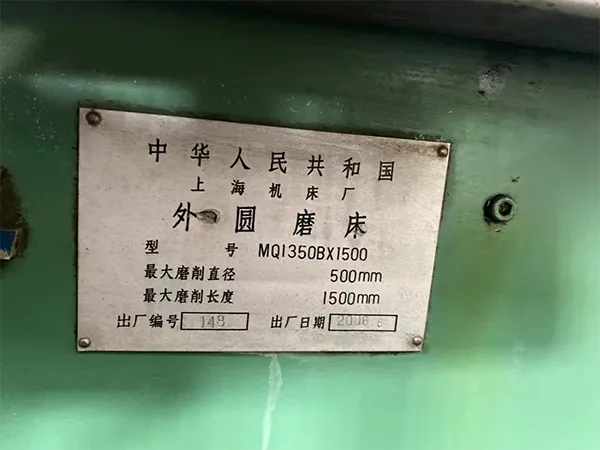 中华人民共和国
上海机床厂
外圆磨床
型 号 MQ1350BX1500
最大磨削直径 500mm
最大磨削长度 1500mm
出厂编号 148 出厂日期 2006.